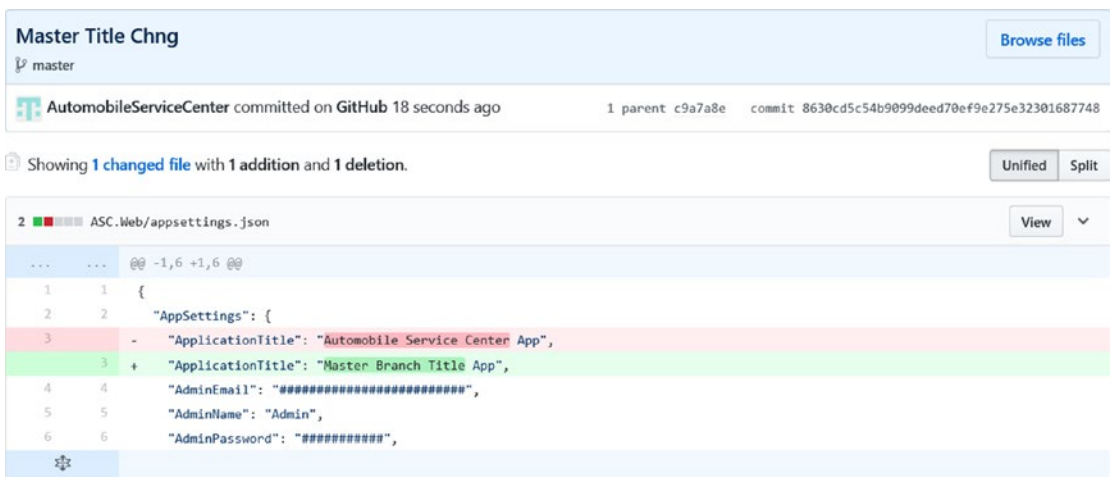 Master Title Chng
Browse files
master
AutomobileServiceCenter committed on GitHub 18 seconds ago 1 parent c9a7a8e commit 8630cd5c54b9099deed70ef9e275e32301687748
Showing 1 changed file with 1 addition and 1 deletion. Unified Split
2 ASC.Web/appsettings.json View
... ... @@ -1,6 +1,6 @@
1 1 {
2 2 "AppSettings": {
3 - "ApplicationTitle": "Automobile Service Center App",
3 + "ApplicationTitle": "Master Branch Title App",
4 4 "AdminEmail": "#########################",
5 5 "AdminName": "Admin",
6 6 "AdminPassword": "###########",